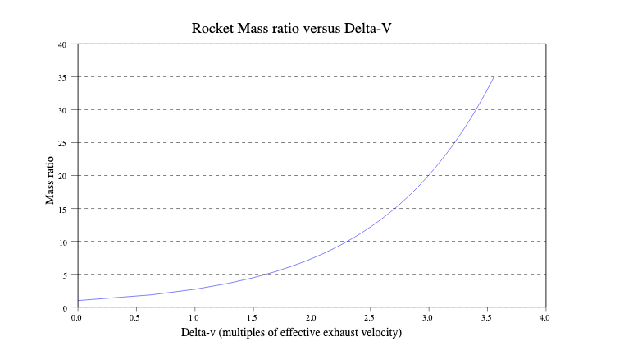 Rocket Mass ratio versus Delta-V
40
35
30
25
20
15
10
5
0
Mass ratio
0.0 0.5 1.0 1.5 2.0 2.5 3.0 3.5 4.0
Delta-v (multiples of effective exhaust velocity)